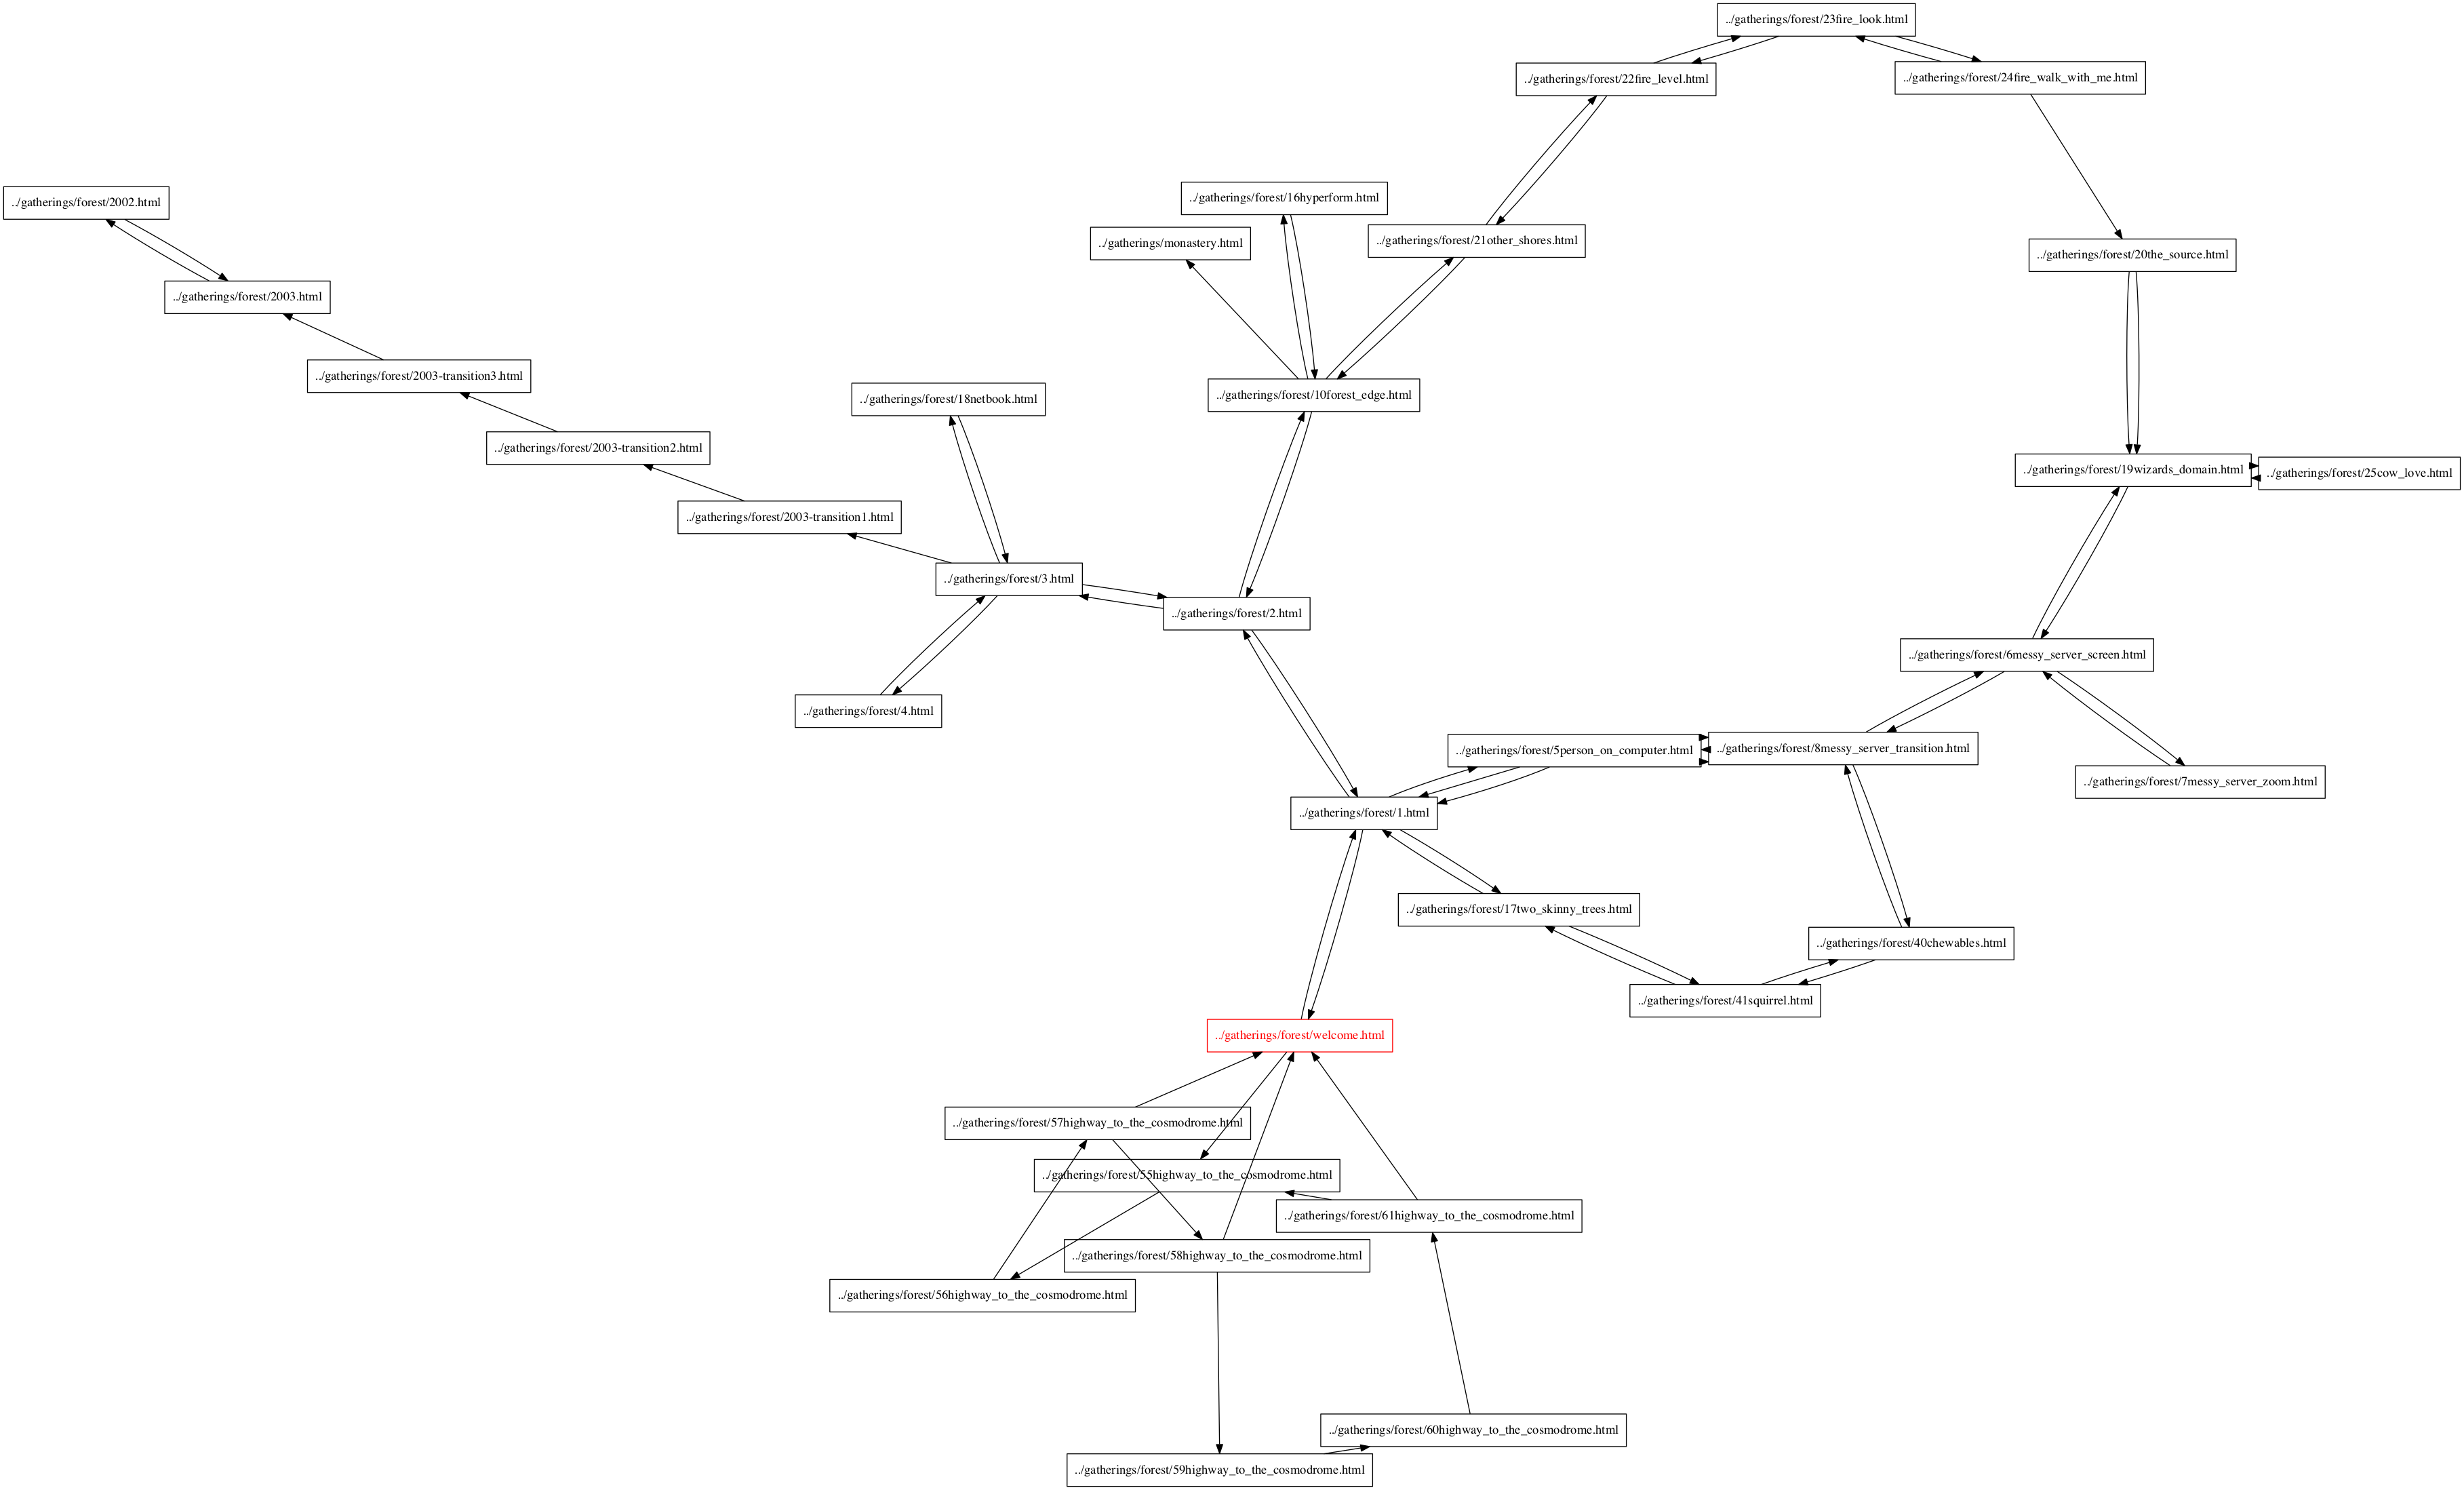 ../gatherings/forest/23fire_look.html
../gatherings/forest/22fire_level.html
../gatherings/forest/24fire_walk_with_me.html
../gatherings/forest/2002.html
../gatherings/forest/16hyperform.html
../gatherings/monastery.html
../gatherings/forest/21other_shores.html
../gatherings/forest/20the_source.html
../gatherings/forest/2003.html
../gatherings/forest/2003-transition3.html
../gatherings/forest/18netbook.html
../gatherings/forest/10forest_edge.html
../gatherings/forest/2003-transition2.html
../gatherings/forest/19wizards_domain.html
../gatherings/forest/25cow_love.html
../gatherings/forest/2003-transition1.html
../gatherings/forest/3.html
../gatherings/forest/2.html
../gatherings/forest/6messy_server_screen.html
../gatherings/forest/4.html
../gatherings/forest/5person_on_computer.html
../gatherings/forest/8messy_server_transition.html
../gatherings/forest/7messy_server_zoom.html
../gatherings/forest/1.html
../gatherings/forest/17two_skinny_trees.html
../gatherings/forest/40chewables.html
../gatherings/forest/41squirrel.html
../gatherings/forest/welcome.html
../gatherings/forest/57highway_to_the_cosmodrome.html
../gatherings/forest/55highway_to_the_cosmodrome.html
../gatherings/forest/61highway_to_the_cosmodrome.html
../gatherings/forest/58highway_to_the_cosmodrome.html
../gatherings/forest/56highway_to_the_cosmodrome.html
../gatherings/forest/60highway_to_the_cosmodrome.html
../gatherings/forest/59highway_to_the_cosmodrome.html